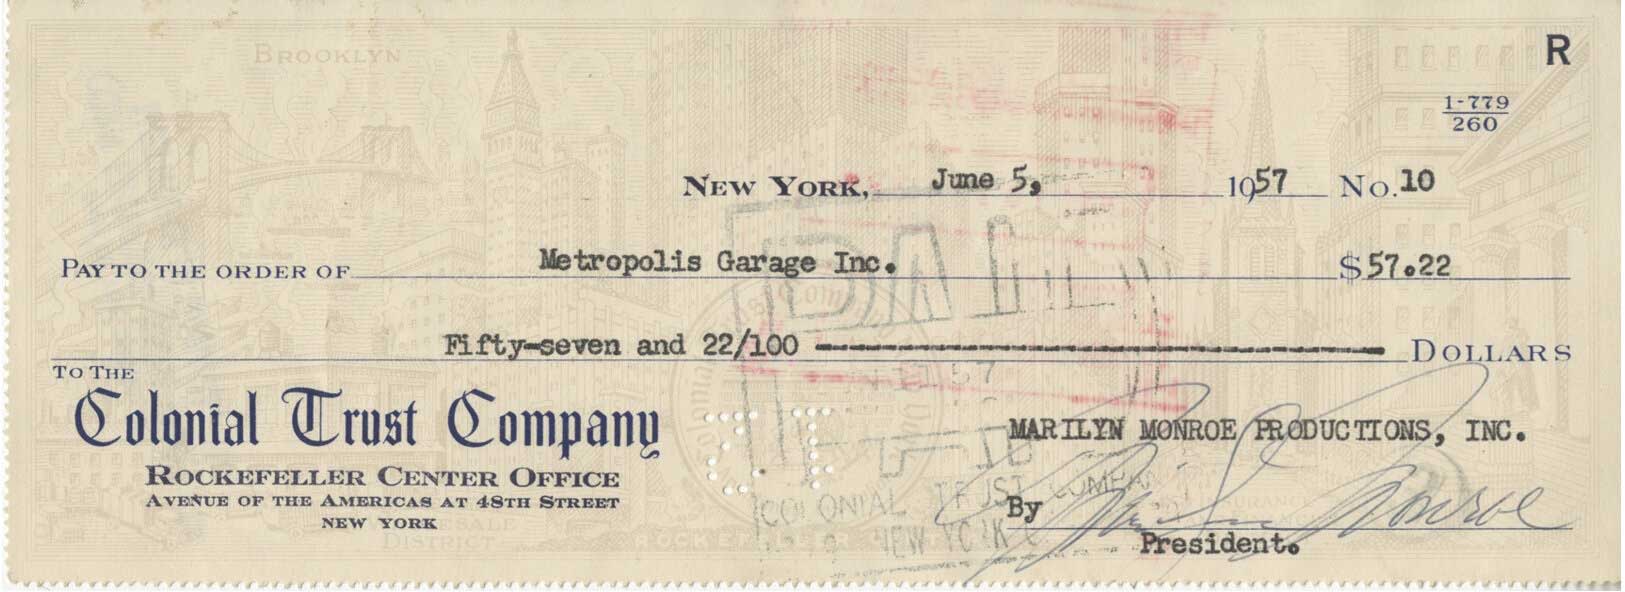 BROOKLYN
R
1-779
260
NEW YORK, June 5, 1957 No. 10
PAY TO THE ORDER OF Metropolis Garage Inc. $57.22
Fifty-seven and 22/100 ---------- DOLLARS
TO THE
Colonial Trust Company
ROCKEFELLER CENTER OFFICE
AVENUE OF THE AMERICAS AT 48TH STREET
NEW YORK
DISTRICT
MARILYN MONROE PRODUCTIONS, INC.
By Marilyn Monroe
President.
PAID
COLONIAL TRUST COMPANY
NEW YORK
ROCKEFELLER